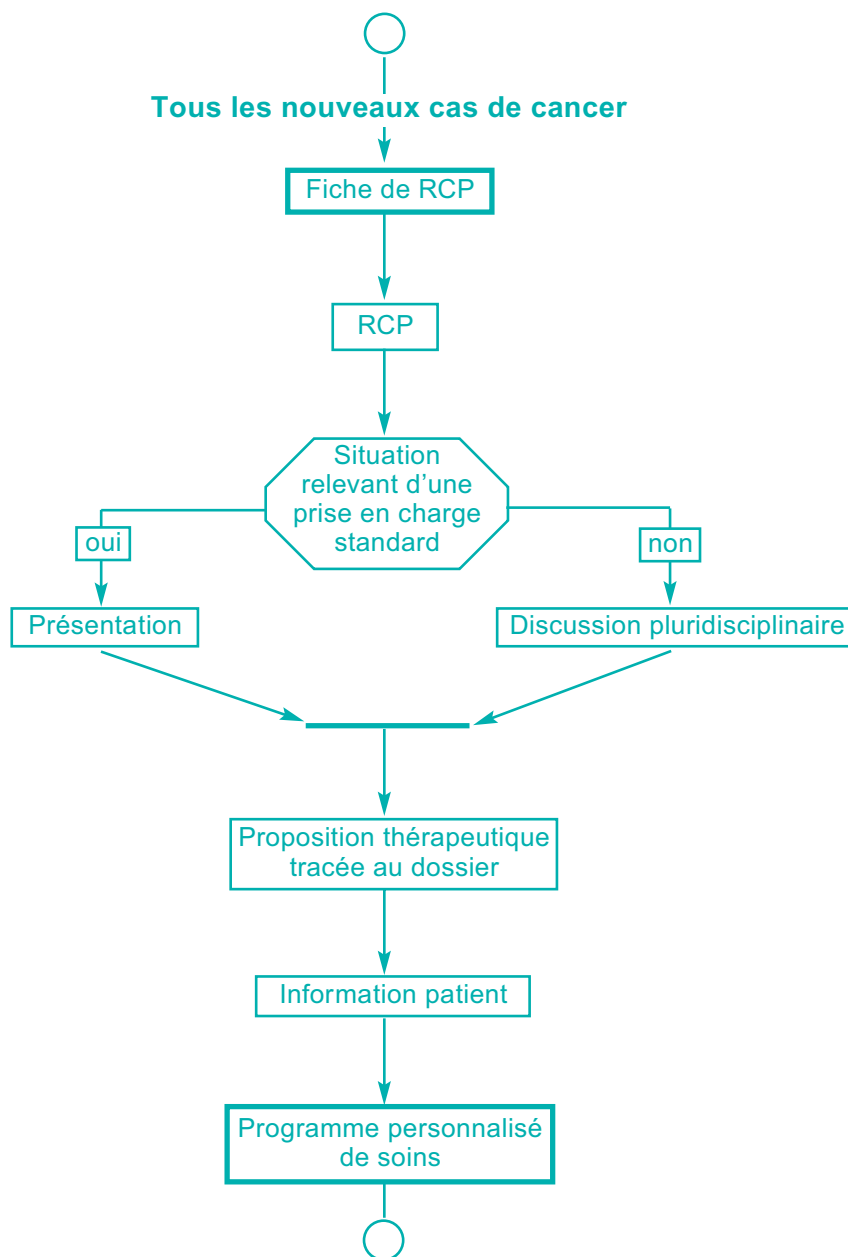 Tous les nouveaux cas de cancer
Fiche de RCP
RCP
Situation
relevant d’une
prise en charge
standard
oui
non
Présentation
Discussion pluridisciplinaire
Proposition thérapeutique
tracée au dossier
Information patient
Programme personnalisé
de soins